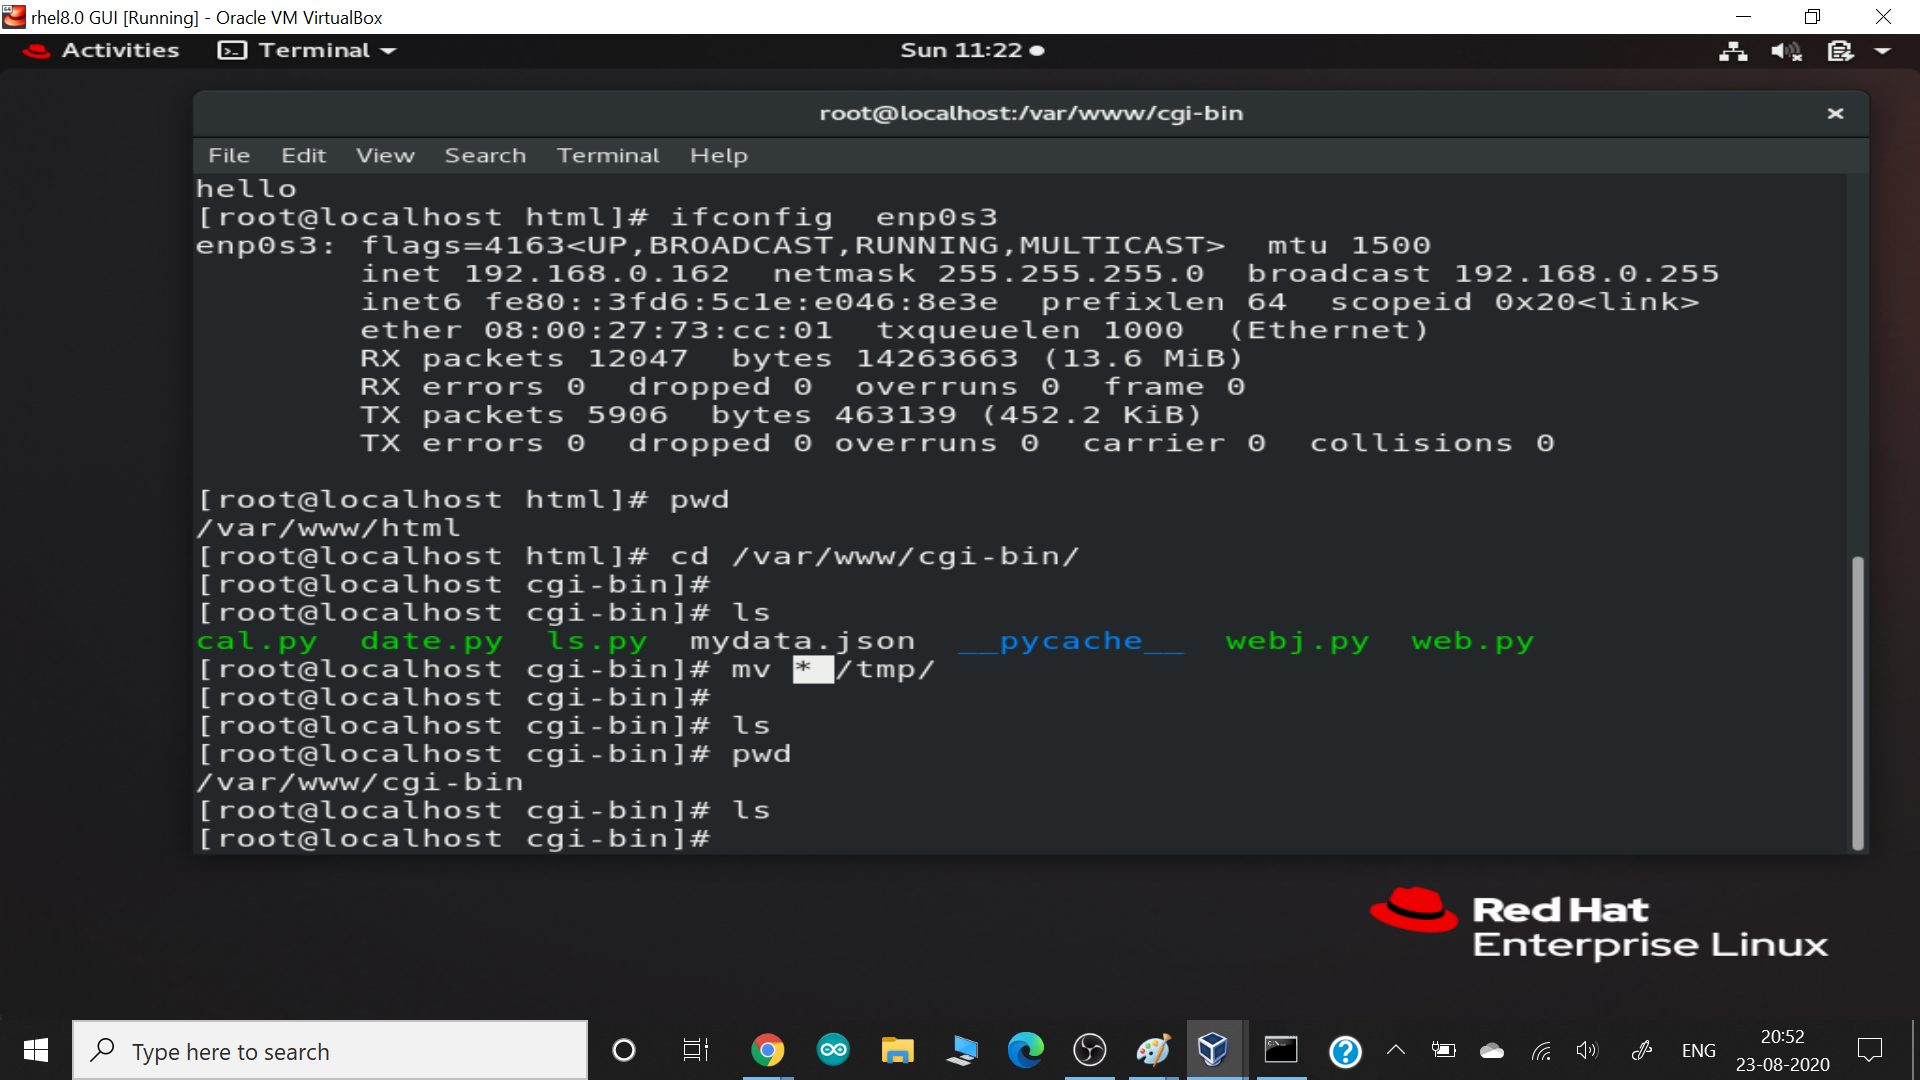 rhel8.0 GUI [Running] - Oracle VM VirtualBox
Activities Terminal Sun 11:22
root@localhost:/var/www/cgi-bin
File Edit View Search Terminal Help
hello
[root@localhost html]# ifconfig  enp0s3
enp0s3: flags=4163<UP,BROADCAST,RUNNING,MULTICAST>  mtu 1500
        inet 192.168.0.162  netmask 255.255.255.0  broadcast 192.168.0.255
        inet6 fe80::3fd6:5c1e:e046:8e3e  prefixlen 64  scopeid 0x20<link>
        ether 08:00:27:73:cc:01  txqueuelen 1000  (Ethernet)
        RX packets 12047  bytes 14263663 (13.6 MiB)
        RX errors 0  dropped 0  overruns 0  frame 0
        TX packets 5906  bytes 463139 (452.2 KiB)
        TX errors 0  dropped 0 overruns 0  carrier 0  collisions 0
[root@localhost html]# pwd
/var/www/html
[root@localhost html]# cd /var/www/cgi-bin/
[root@localhost cgi-bin]#
[root@localhost cgi-bin]# ls
cal.py  date.py  ls.py  mydata.json  __pycache__  webj.py  web.py
[root@localhost cgi-bin]# mv * /tmp/
[root@localhost cgi-bin]#
[root@localhost cgi-bin]# ls
[root@localhost cgi-bin]# pwd
/var/www/cgi-bin
[root@localhost cgi-bin]# ls
[root@localhost cgi-bin]#
Red Hat
Enterprise Linux
Type here to search
ENG
20:52
23-08-2020